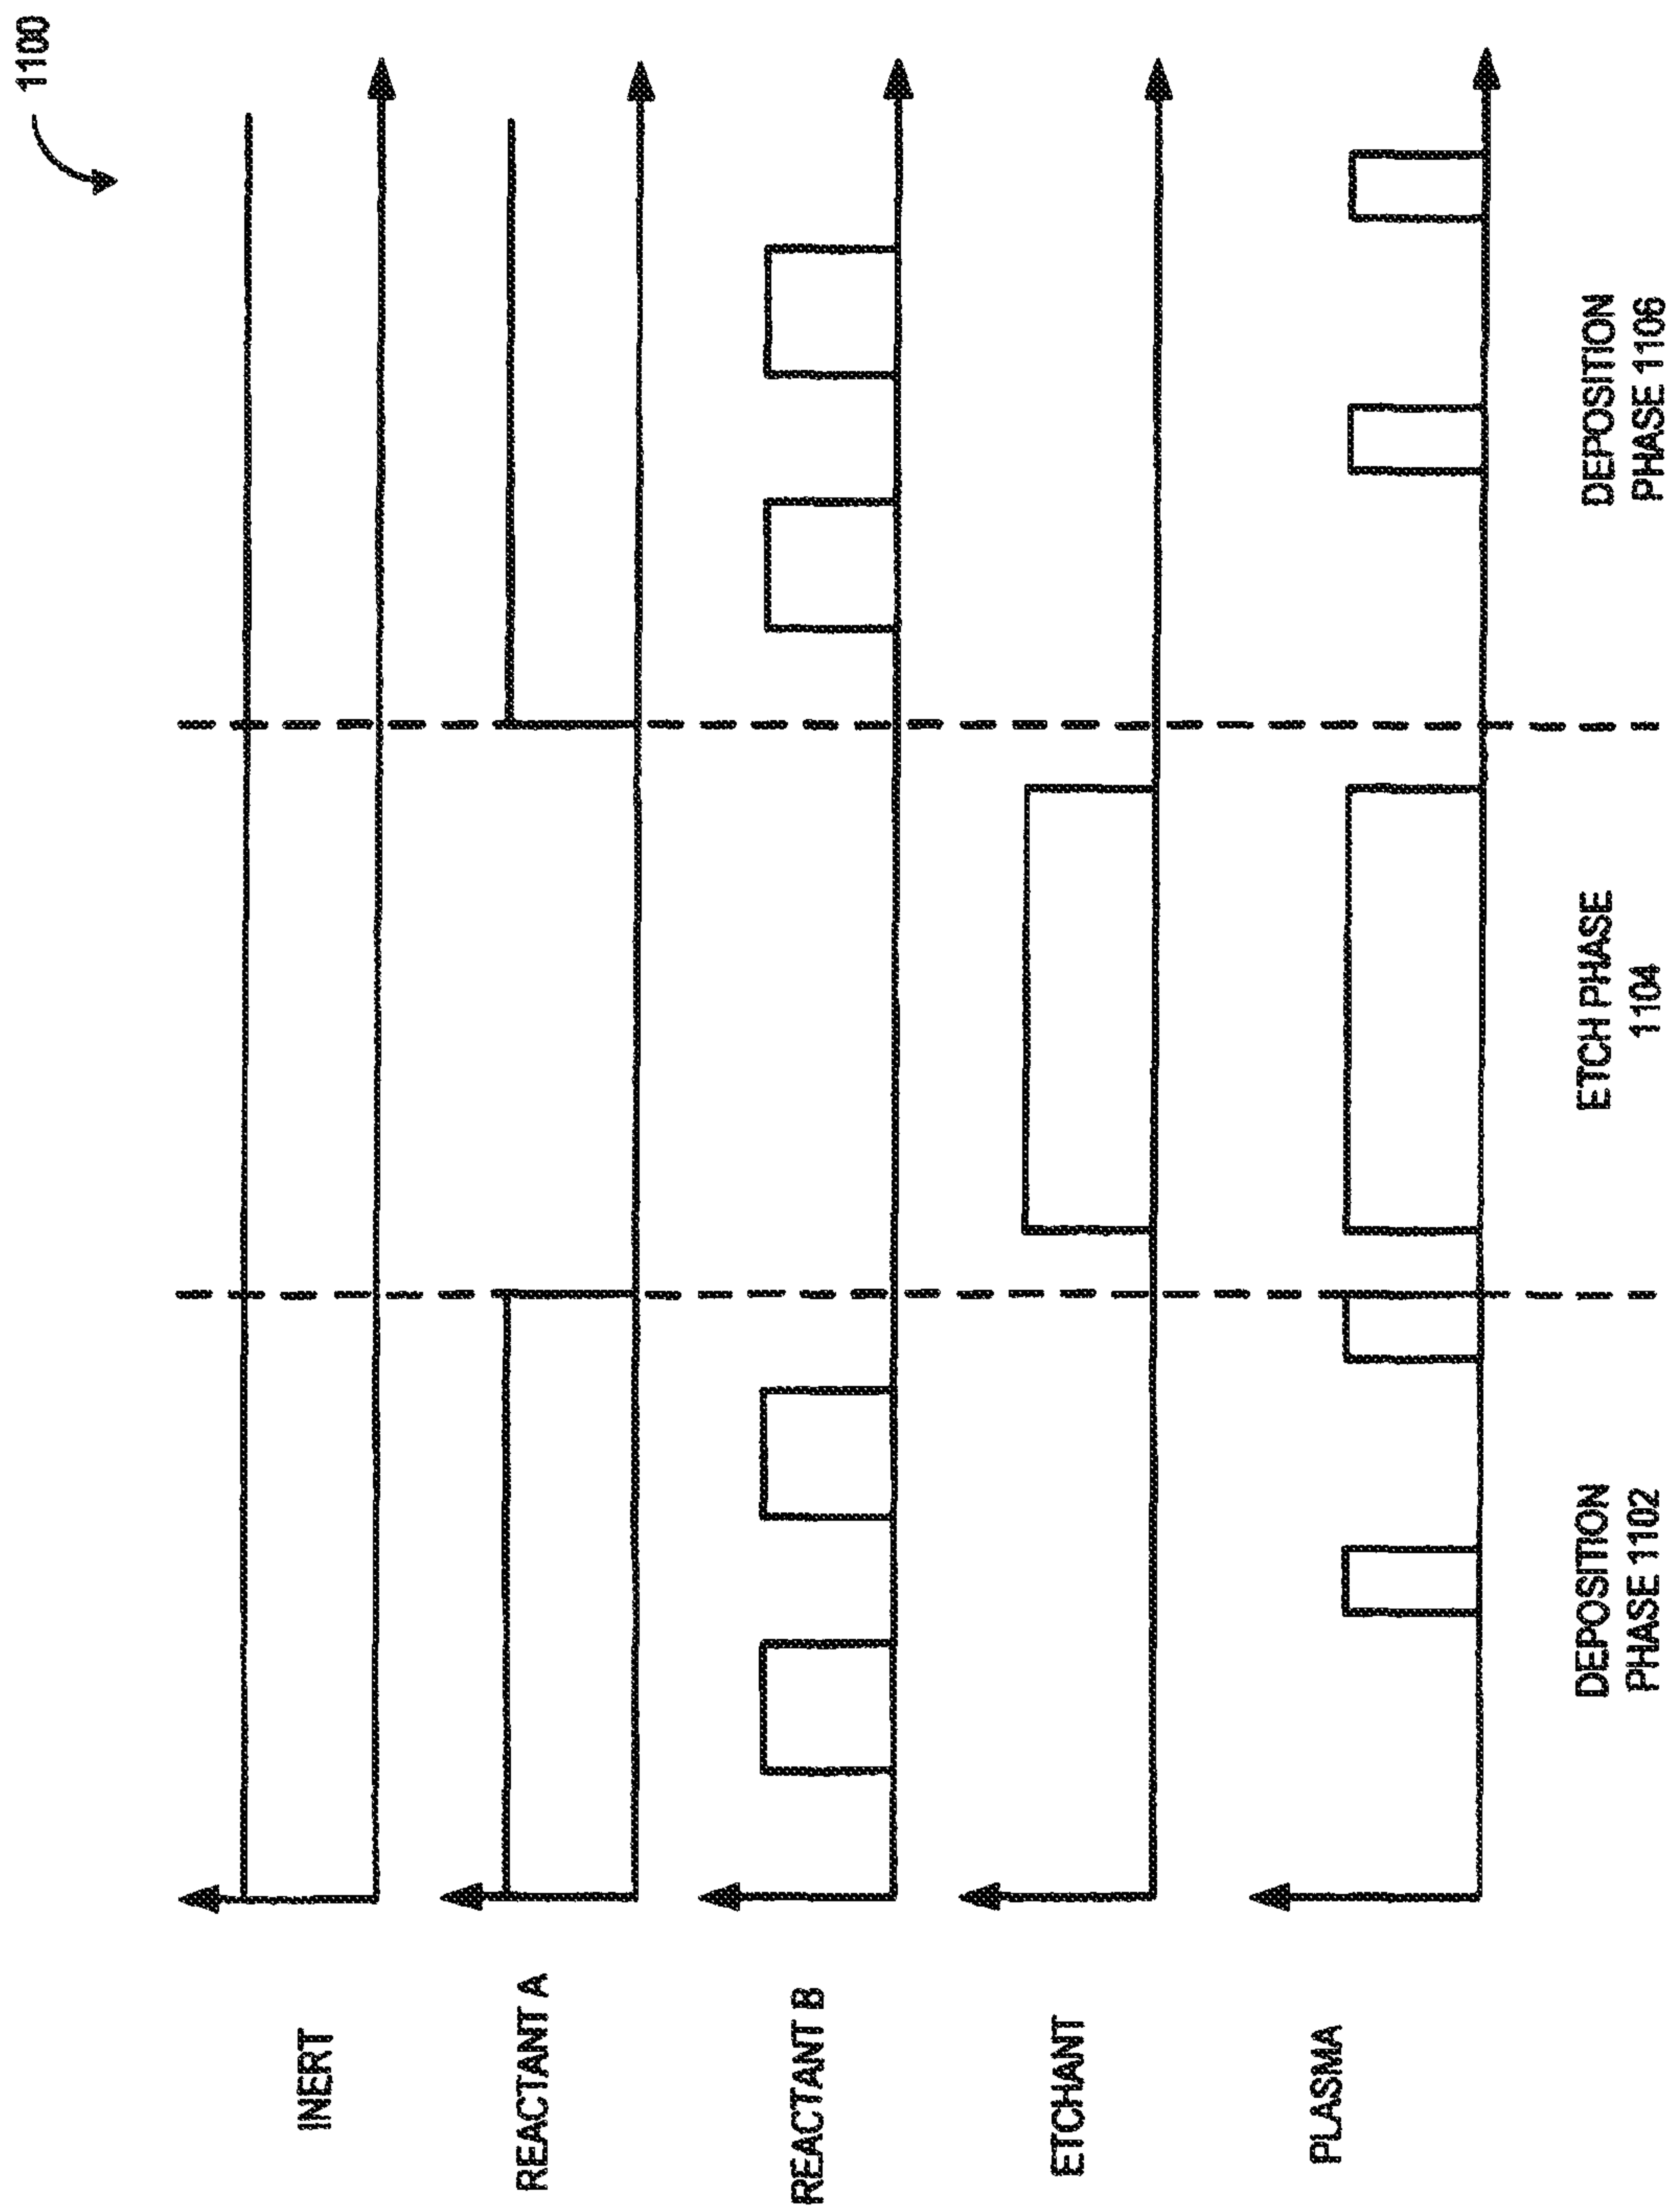 1100
INERT
REACTANT A
REACTANT B
ETCHANT
PLASMA
DEPOSITION
PHASE 1102
ETCH PHASE
1104
DEPOSITION
PHASE 1106